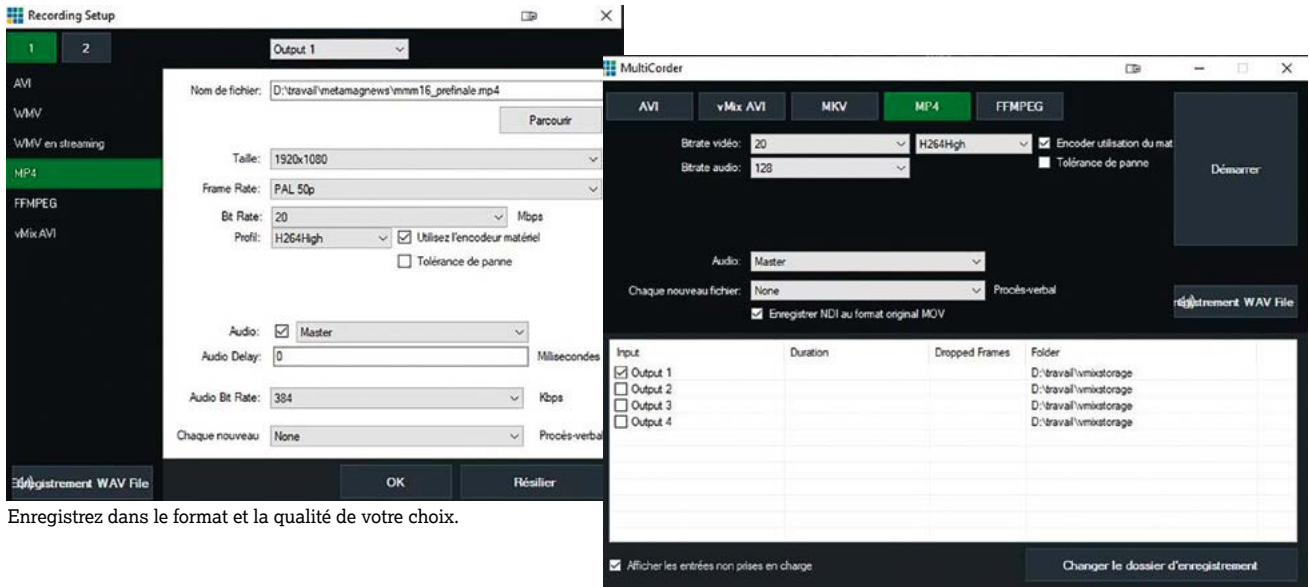 Recording Setup
1 2 Output 1
AVI
WMV
WMV en streaming
MP4
FFMPEG
vMix AVI
Nom de fichier: D:\travail\metamagnews\mmm16_prefinale.mp4
Parcourir
Taille: 1920x1080
Frame Rate: PAL 50p
Bit Rate: 20 Mbps
Profil: H264High Utilisez l'encodeur matériel
Tolérance de panne
Audio: Master
Audio Delay: 0 Milisecondes
Audio Bit Rate: 384 Kbps
Chaque nouveau None Procès-verbal
WAV File
OK Résilier
Enregistrez dans le format et la qualité de votre choix.
MultiCorder
AVI vMix AVI MKV MP4 FFMPEG
Bitrate vidéo: 20 H264High Encoder utilisation du mat
Bitrate audio: 128 Tolérance de panne
Démarrer
Audio: Master
Chaque nouveau fichier: None Procès-verbal
Enregistrer NDI au format original MOV
WAV File
Input Duration Dropped Frames Folder
Output 1 D:\travail\vmixstorage
Output 2 D:\travail\vmixstorage
Output 3 D:\travail\vmixstorage
Output 4 D:\travail\vmixstorage
Afficher les entrées non prises en charge
Changer le dossier d'enregistrement